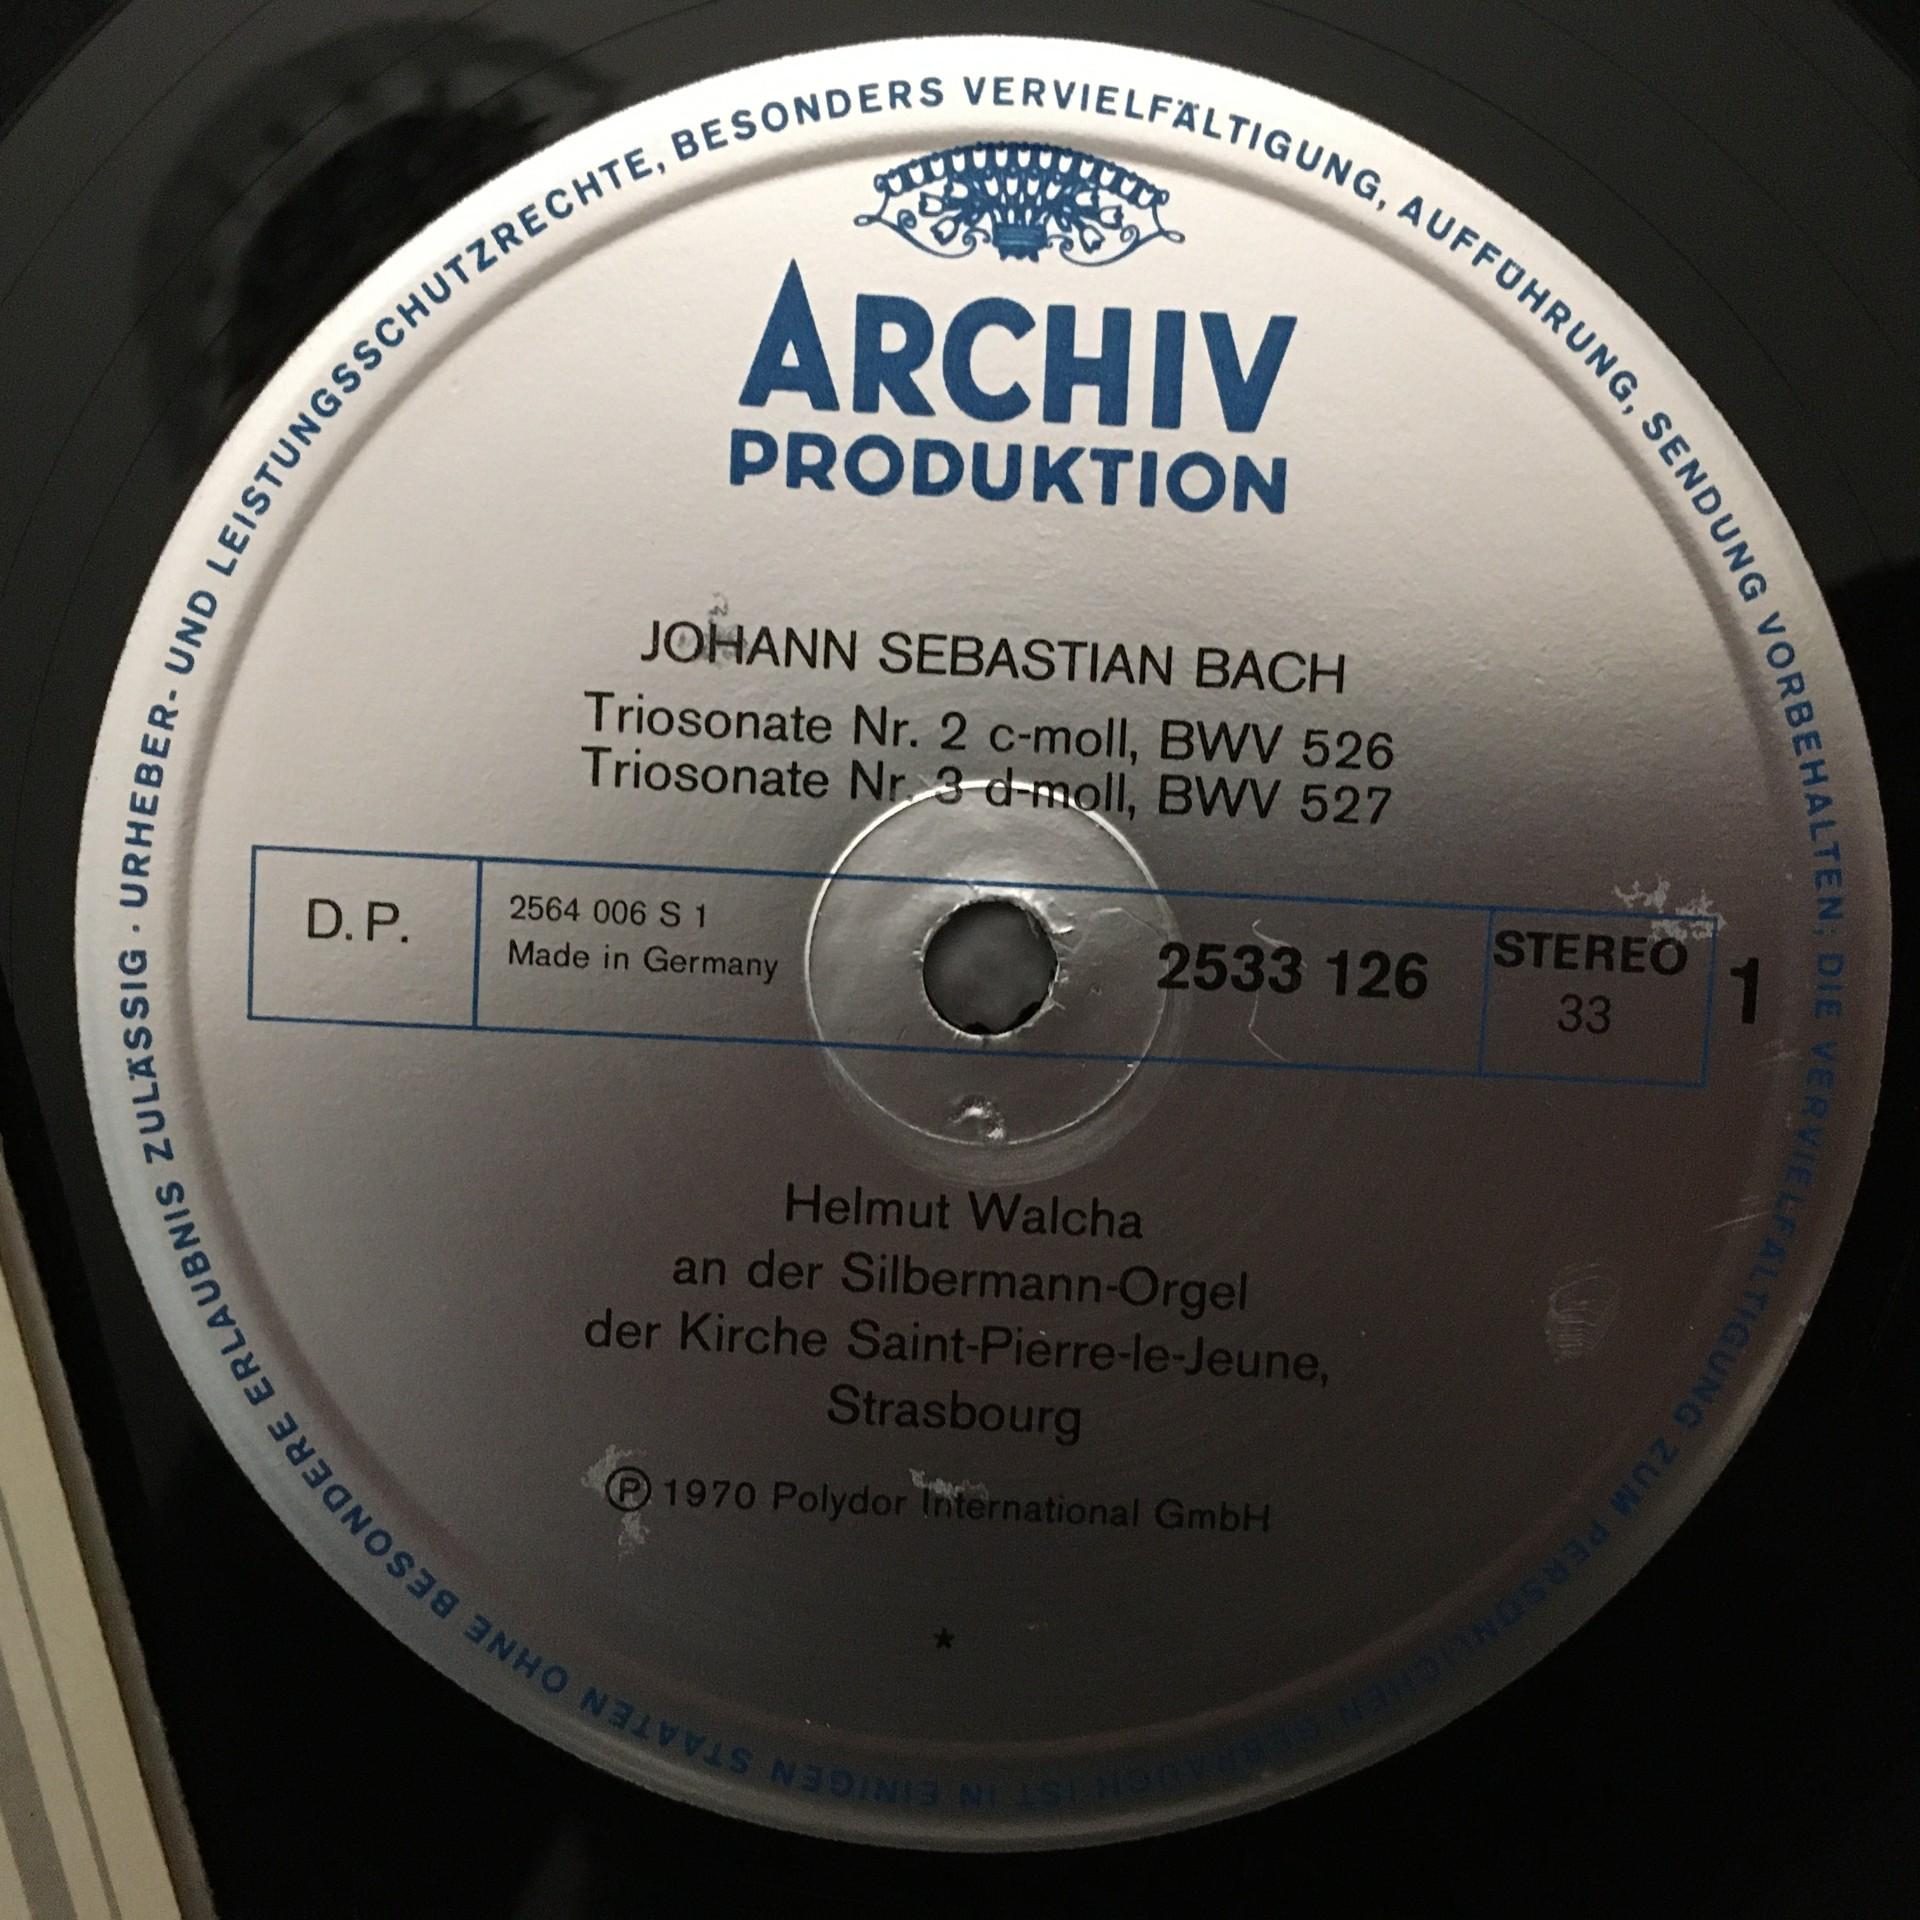 URHEBER- UND LEISTUNGSSCHUTZRECHTE, BESONDERS VERVIELFÄLTIGUNG, AUFFÜHRUNG, SENDUNG VORBEHALTEN; DIE VERVIELFÄLTIGUNG ZUM PERSÖNLICHEN GEBRAUCH IST IN EINIGEN STAATEN OHNE BESONDERE ERLAUBNIS ZULÄSSIG ·
ARCHIV
PRODUKTION
JOHANN SEBASTIAN BACH
Triosonate Nr. 2 c-moll, BWV 526
Triosonate Nr. 3 d-moll, BWV 527
D. P.
2564 006 S 1
Made in Germany
2533 126
STEREO
33
1
Helmut Walcha
an der Silbermann-Orgel
der Kirche Saint-Pierre-le-Jeune,
Strasbourg
Ⓟ 1970 Polydor International GmbH
★